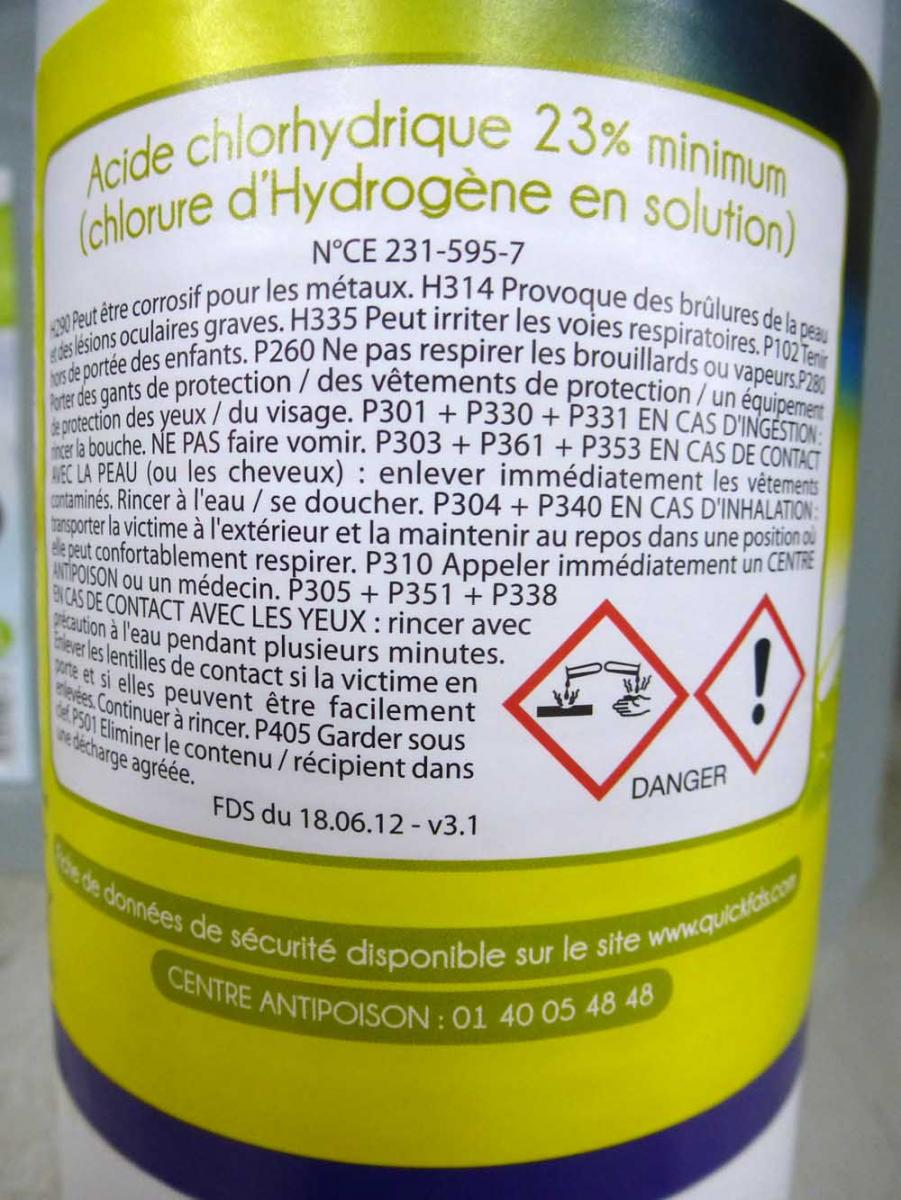 Acide chlorhydrique 23% minimum
(chlorure d'Hydrogène en solution)
N°CE 231-595-7
H290 Peut être corrosif pour les métaux. H314 Provoque des brûlures de la peau
et des lésions oculaires graves. H335 Peut irriter les voies respiratoires. P102 Tenir
hors de portée des enfants. P260 Ne pas respirer les brouillards ou vapeurs.P280
Porter des gants de protection / des vêtements de protection / un équipement
de protection des yeux / du visage. P301 + P330 + P331 EN CAS D'INGESTION :
rincer la bouche. NE PAS faire vomir. P303 + P361 + P353 EN CAS DE CONTACT
AVEC LA PEAU (ou les cheveux) : enlever immédiatement les vêtements
contaminés. Rincer à l'eau / se doucher. P304 + P340 EN CAS D'INHALATION :
transporter la victime à l'extérieur et la maintenir au repos dans une position où
elle peut confortablement respirer. P310 Appeler immédiatement un CENTRE
ANTIPOISON ou un médecin. P305 + P351 + P338
EN CAS DE CONTACT AVEC LES YEUX : rincer avec
précaution à l'eau pendant plusieurs minutes.
Enlever les lentilles de contact si la victime en
porte et si elles peuvent être facilement
enlevées. Continuer à rincer. P405 Garder sous
clef. P501 Eliminer le contenu / récipient dans
une décharge agréée.
DANGER
FDS du 18.06.12 - v3.1
Fiche de données de sécurité disponible sur le site www.quickfds.com
CENTRE ANTIPOISON : 01 40 05 48 48